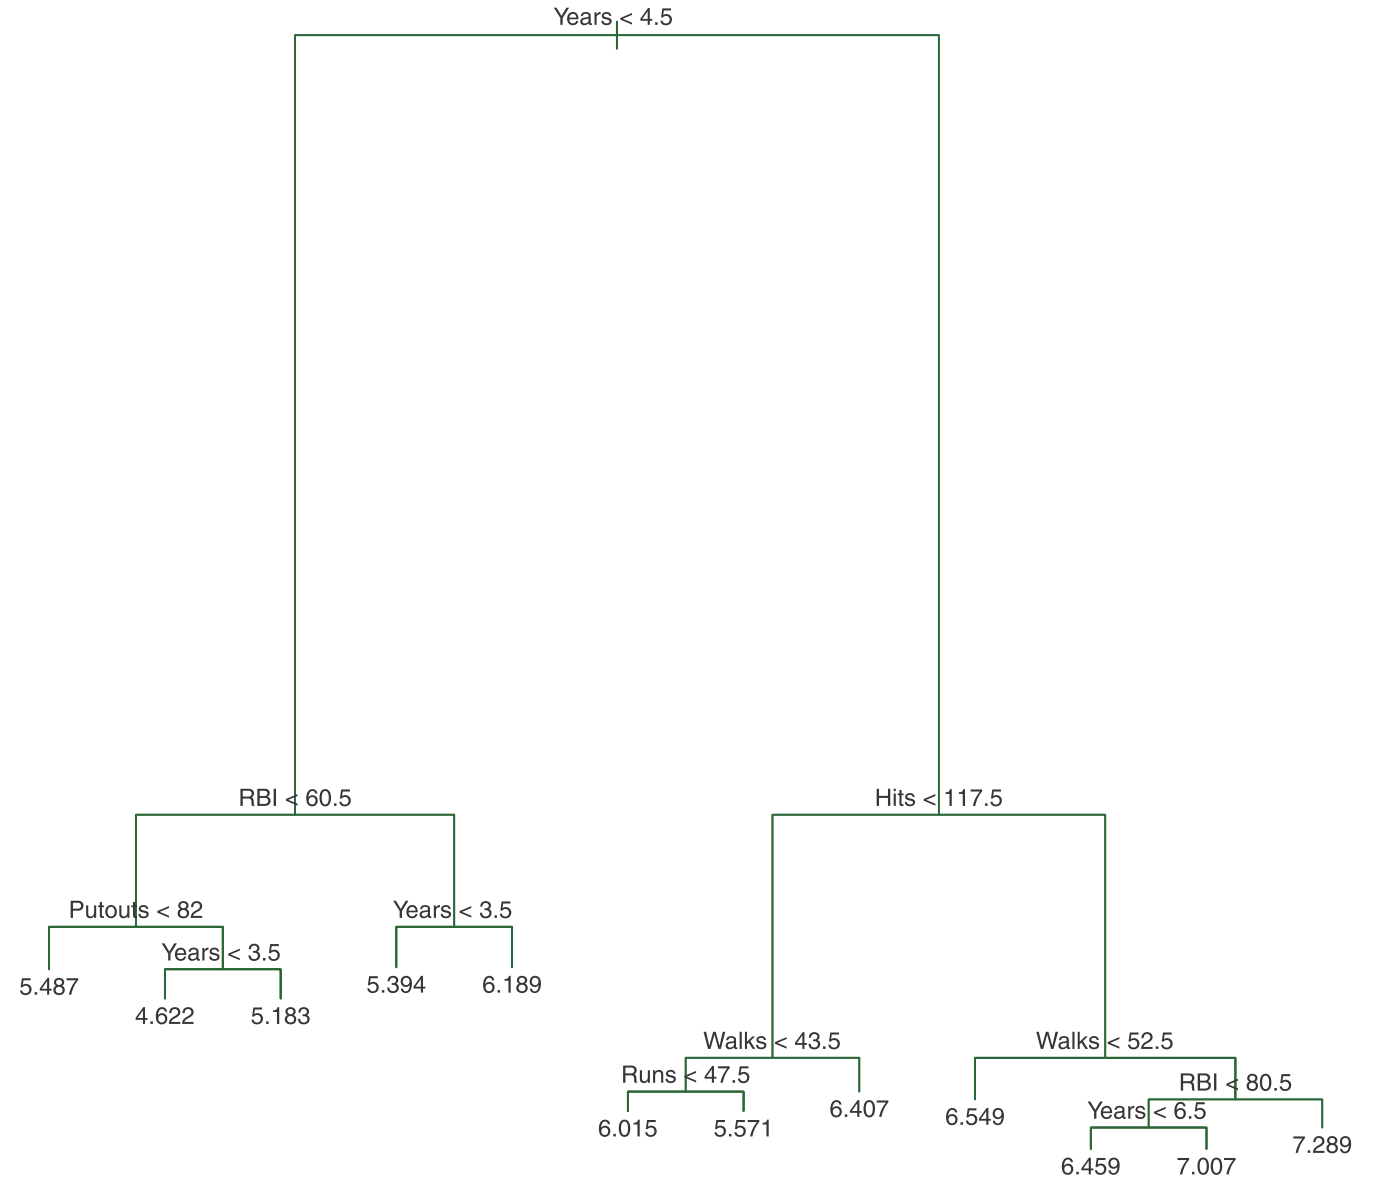 Years < 4.5
RBI < 60.5
Hits < 117.5
Putouts < 82
Years < 3.5
Years < 3.5
5.487
4.622
5.183
5.394
6.189
Walks < 43.5
Walks < 52.5
Runs < 47.5
RBI < 80.5
Years < 6.5
6.015
5.571
6.407
6.549
6.459
7.007
7.289